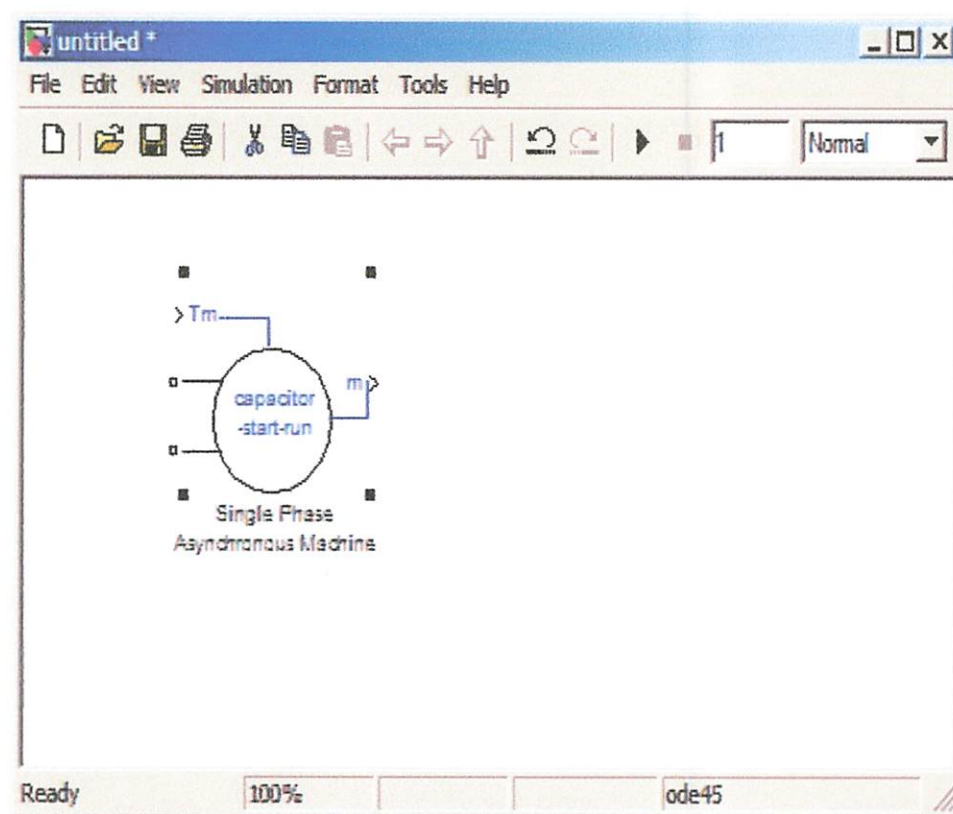 untitled *
File Edit View Simulation Format Tools Help
1 Normal
Tm
m
capacitor
-start-run
Single Phase
Asynchronous Machine
Ready 100% ode45